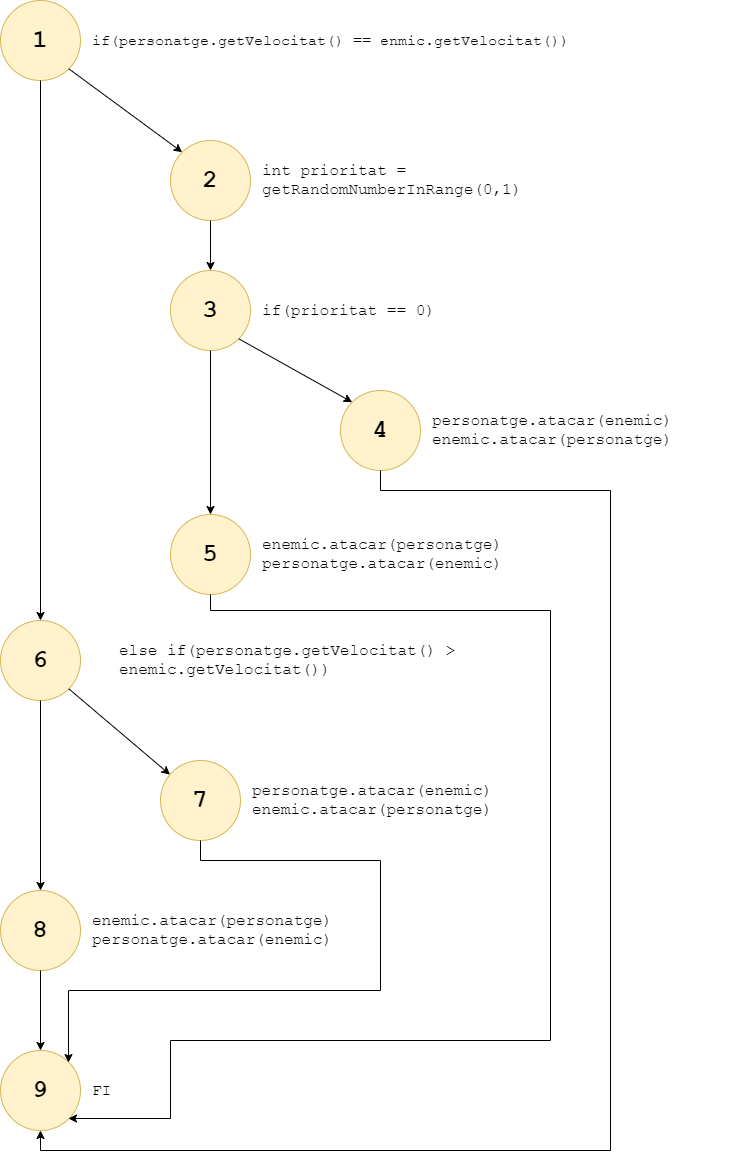 1
if(personatge.getVelocitat() == enmic.getVelocitat())
2
int prioritat =
getRandomNumberInRange(0,1)
3
if(prioritat == 0)
4
personatge.atacar(enemic)
enemic.atacar(personatge)
5
enemic.atacar(personatge)
personatge.atacar(enemic)
6
else if(personatge.getVelocitat() >
enemic.getVelocitat())
7
personatge.atacar(enemic)
enemic.atacar(personatge)
8
enemic.atacar(personatge)
personatge.atacar(enemic)
9
FI